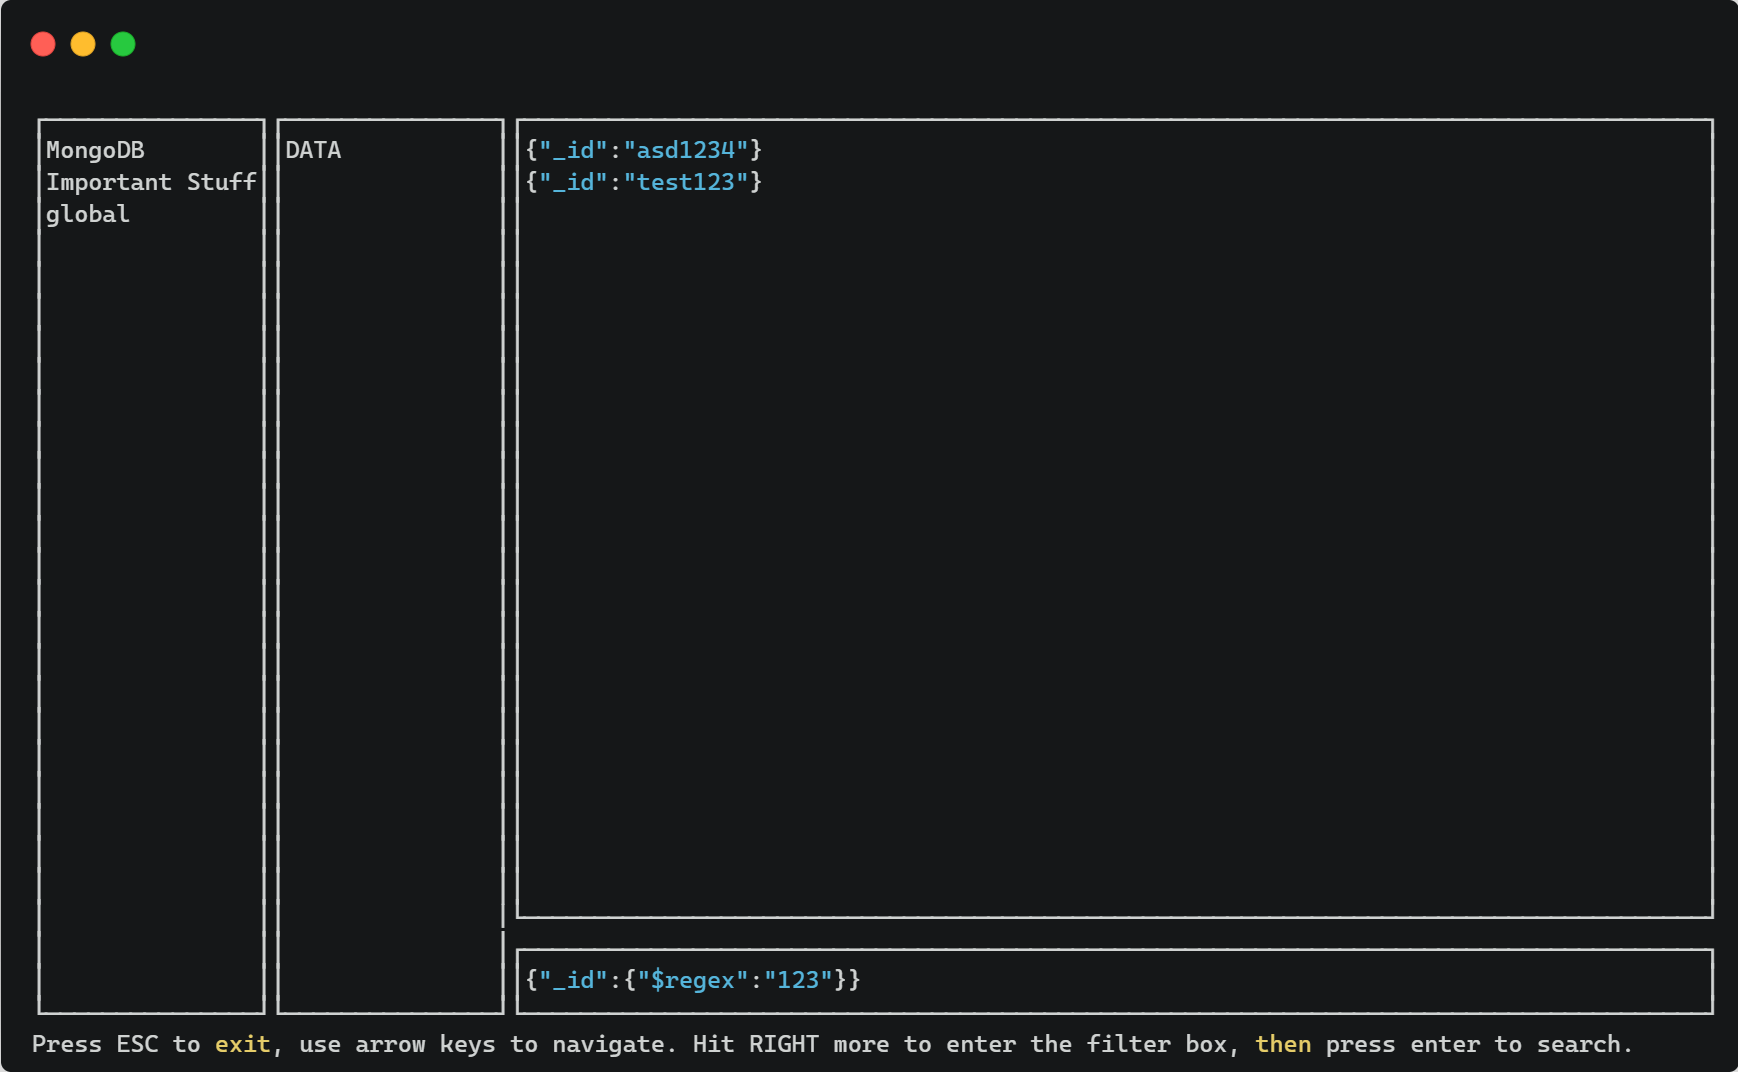 MongoDB
Important Stuff
global
DATA
{"_id":"asd1234"}
{"_id":"test123"}
{"_id":{"$regex":"123"}}
Press ESC to exit, use arrow keys to navigate. Hit RIGHT more to enter the filter box, then press enter to search.